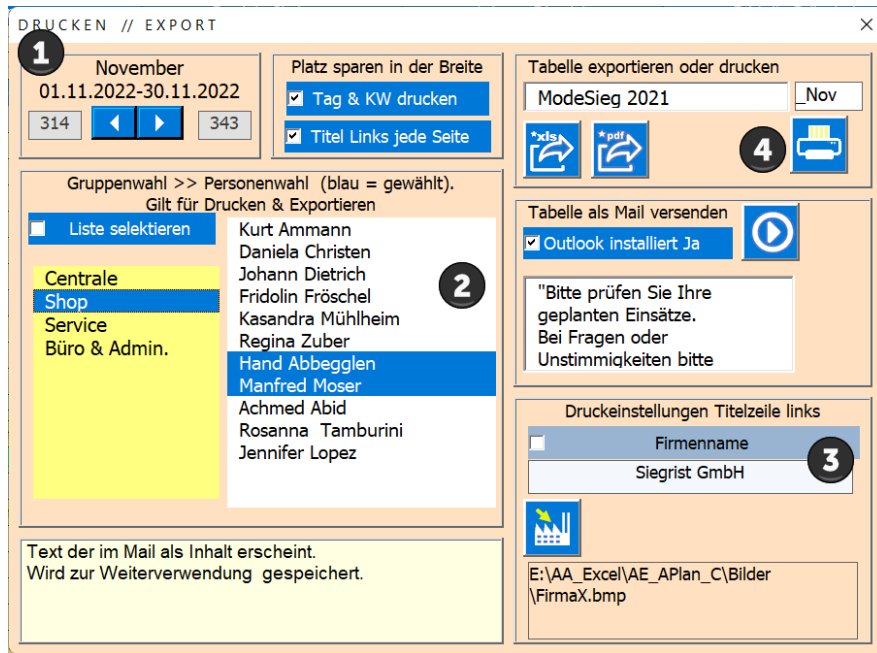 DRUCKEN // EXPORT
1
November
01.11.2022-30.11.2022
314
343
Platz sparen in der Breite
Tag & KW drucken
Titel Links jede Seite
Tabelle exportieren oder drucken
ModeSieg 2021
_Nov
*xls
*pdf
4
Gruppenwahl >> Personenwahl (blau = gewählt).
Gilt für Drucken & Exportieren
Liste selektieren
Centrale
Shop
Service
Büro & Admin.
Kurt Ammann
Daniela Christen
Johann Dietrich
Fridolin Fröschel
Kasandra Mühlheim
Regina Zuber
Hand Abbegglen
Manfred Moser
Achmed Abid
Rosanna Tamburini
Jennifer Lopez
2
Tabelle als Mail versenden
Outlook installiert Ja
"Bitte prüfen Sie Ihre
geplanten Einsätze.
Bei Fragen oder
Unstimmigkeiten bitte
Druckeinstellungen Titelzeile links
Firmenname
3
Siegrist GmbH
E:\AA_Excel\AE_APlan_C\Bilder
\FirmaX.bmp
Text der im Mail als Inhalt erscheint.
Wird zur Weiterverwendung gespeichert.